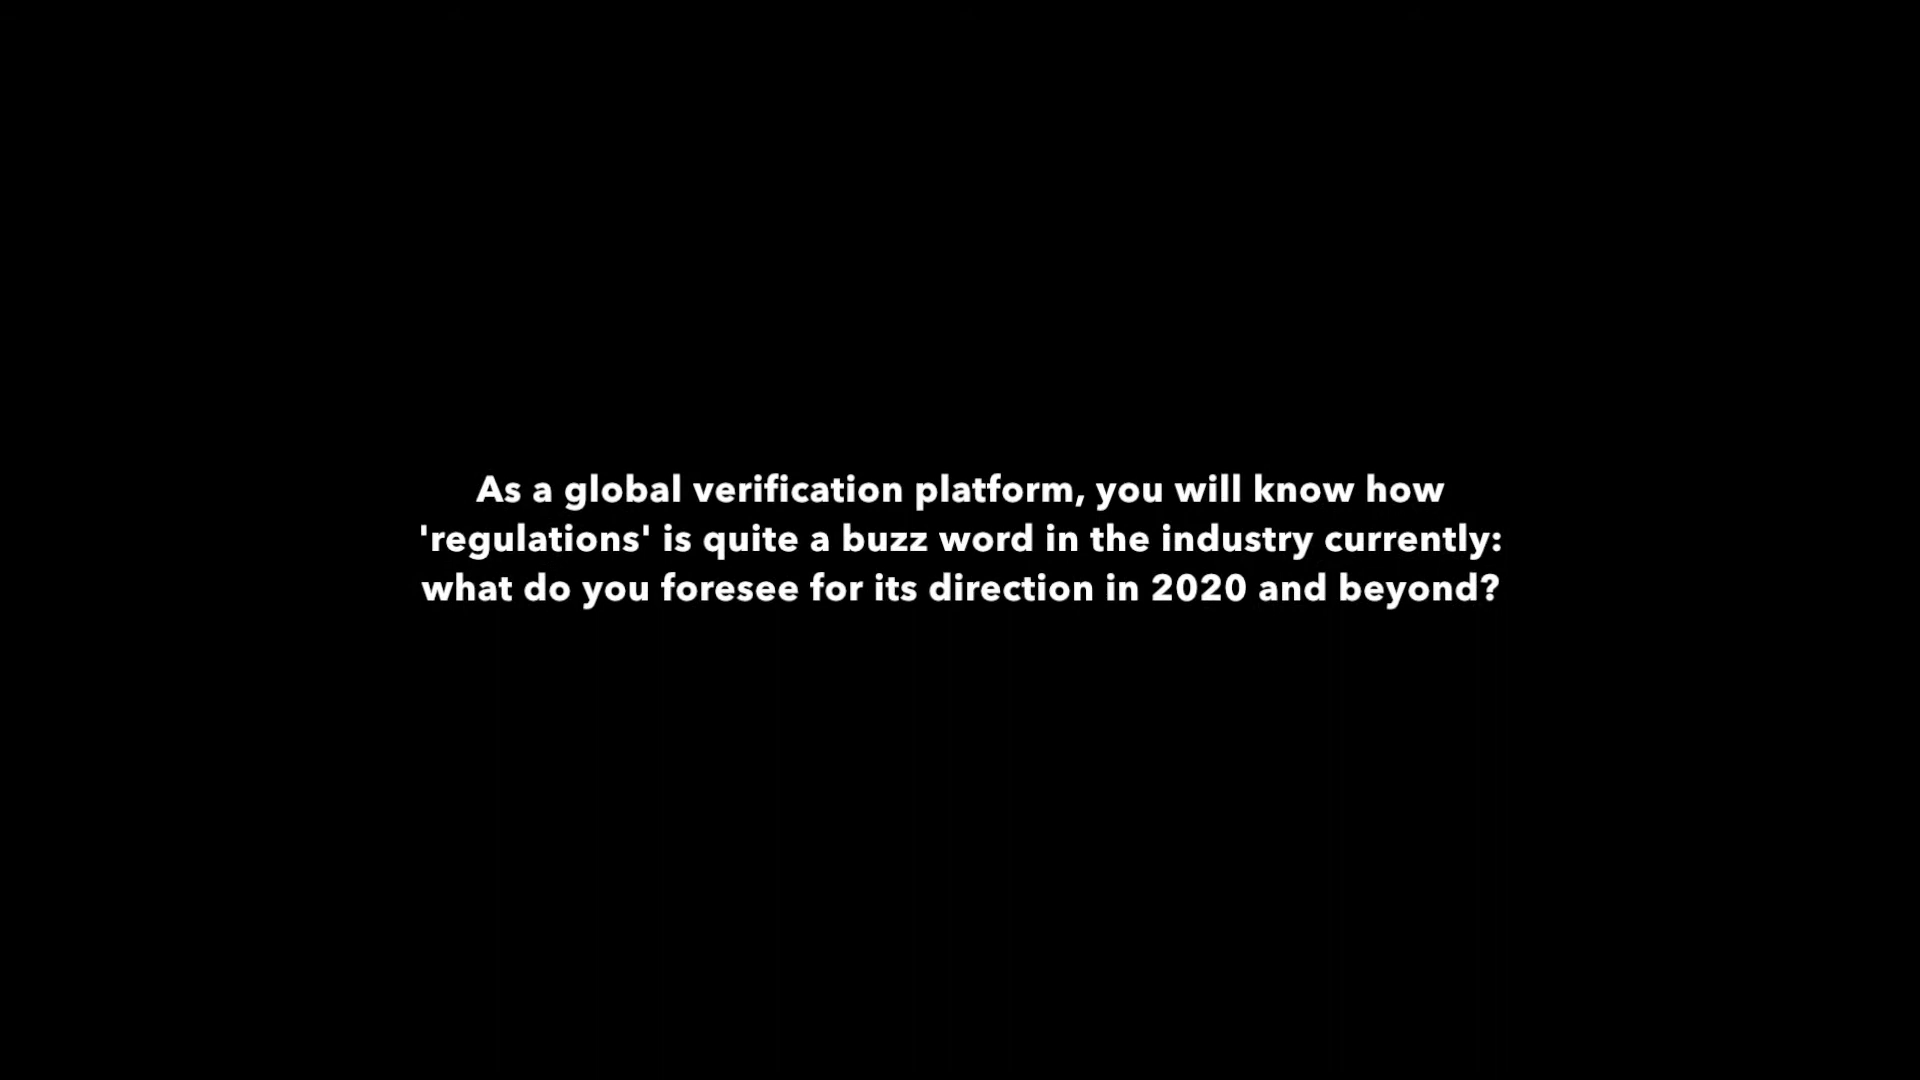 As a global verification platform, you will know how
'regulations' is quite a buzz word in the industry currently:
what do you foresee for its direction in 2020 and beyond?